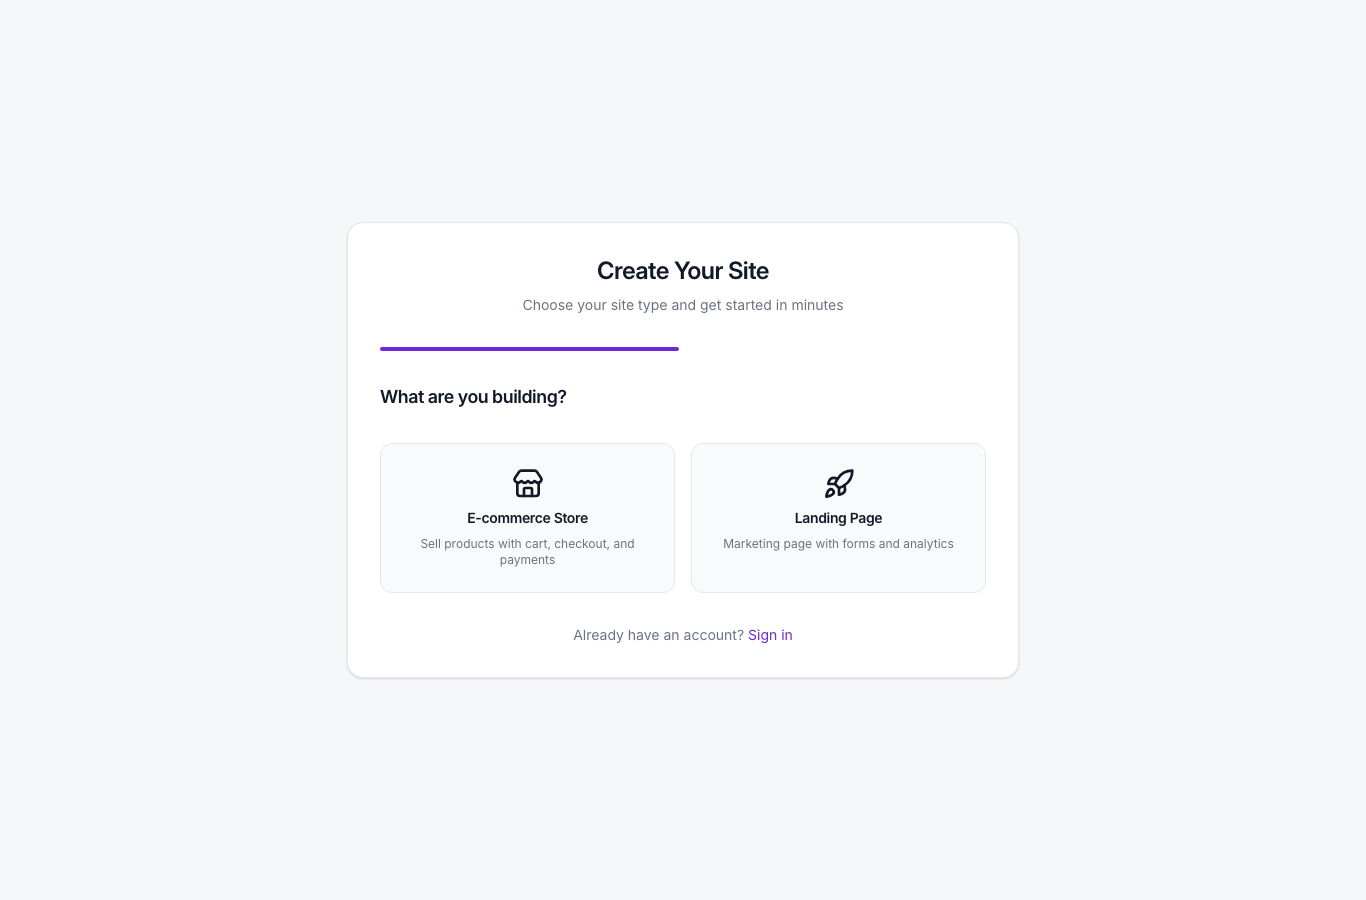 Create Your Site
Choose your site type and get started in minutes
What are you building?
E-commerce Store
Sell products with cart, checkout, and
payments
Landing Page
Marketing page with forms and analytics
Already have an account? Sign in